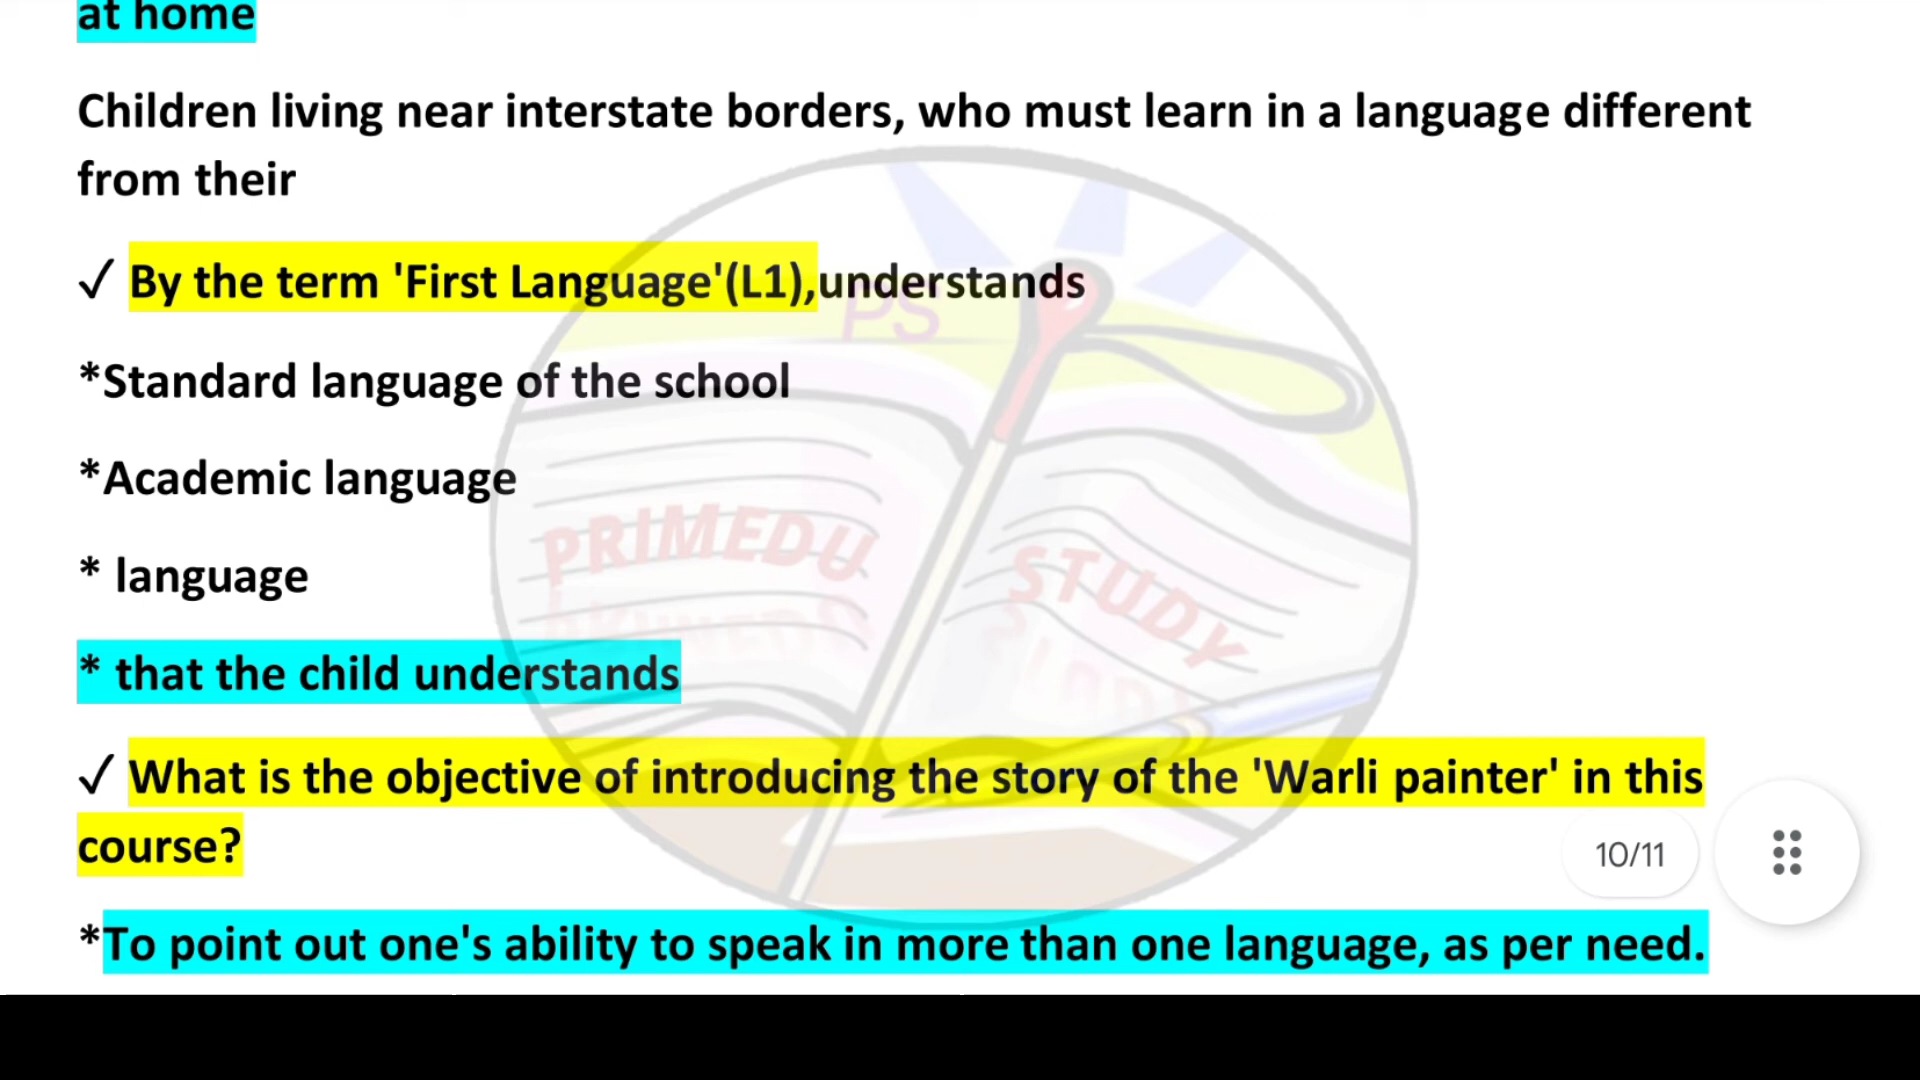 at home
Children living near interstate borders, who must learn in a language different
from their
✓ By the term 'First Language'(L1),understands
*Standard language of the school
*Academic language
* language
* that the child understands
✓ What is the objective of introducing the story of the 'Warli painter' in this
course?
*To point out one's ability to speak in more than one language, as per need.
PS
PRIMEDU
STUDY
10/11